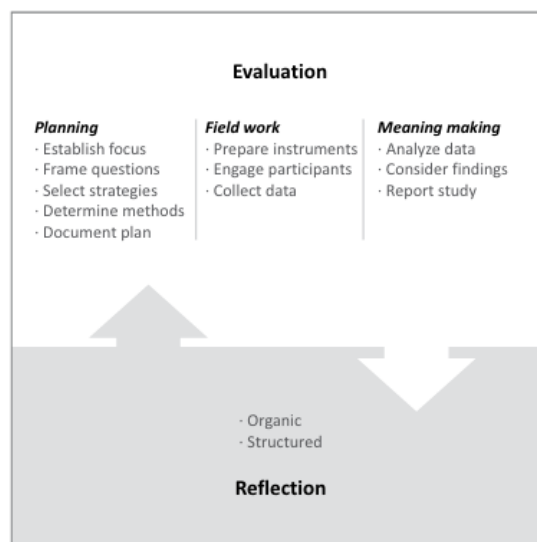 Evaluation
Planning
· Establish focus
· Frame questions
· Select strategies
· Determine methods
· Document plan
Field work
· Prepare instruments
· Engage participants
· Collect data
Meaning making
· Analyze data
· Consider findings
· Report study
· Organic
· Structured
Reflection